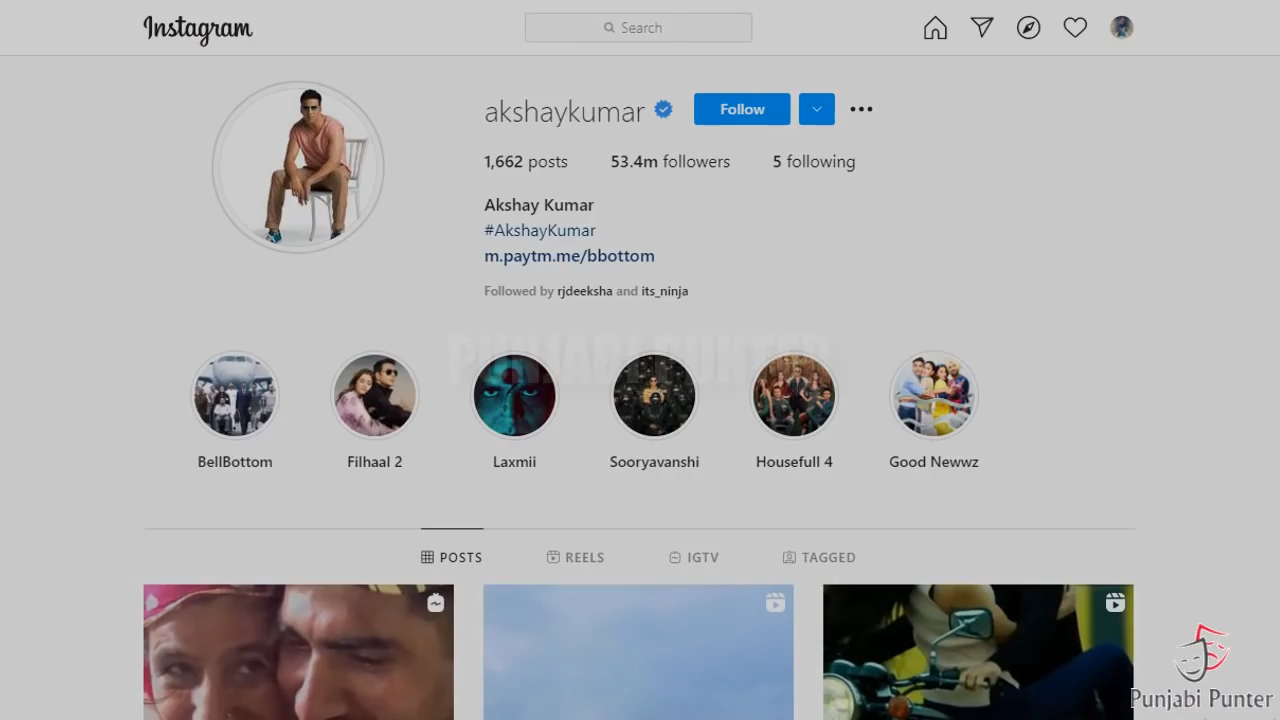 Instagram
Search
akshaykumar
Follow
1,662 posts 53.4m followers 5 following
Akshay Kumar
#AkshayKumar
m.paytm.me/bbottom
Followed by rjdeeksha and its_ninja
PUNJABI PUNTER
BellBottom Filhaal 2 Laxmii Sooryavanshi Housefull 4 Good Newwz
POSTS REELS IGTV TAGGED
Punjabi Punter